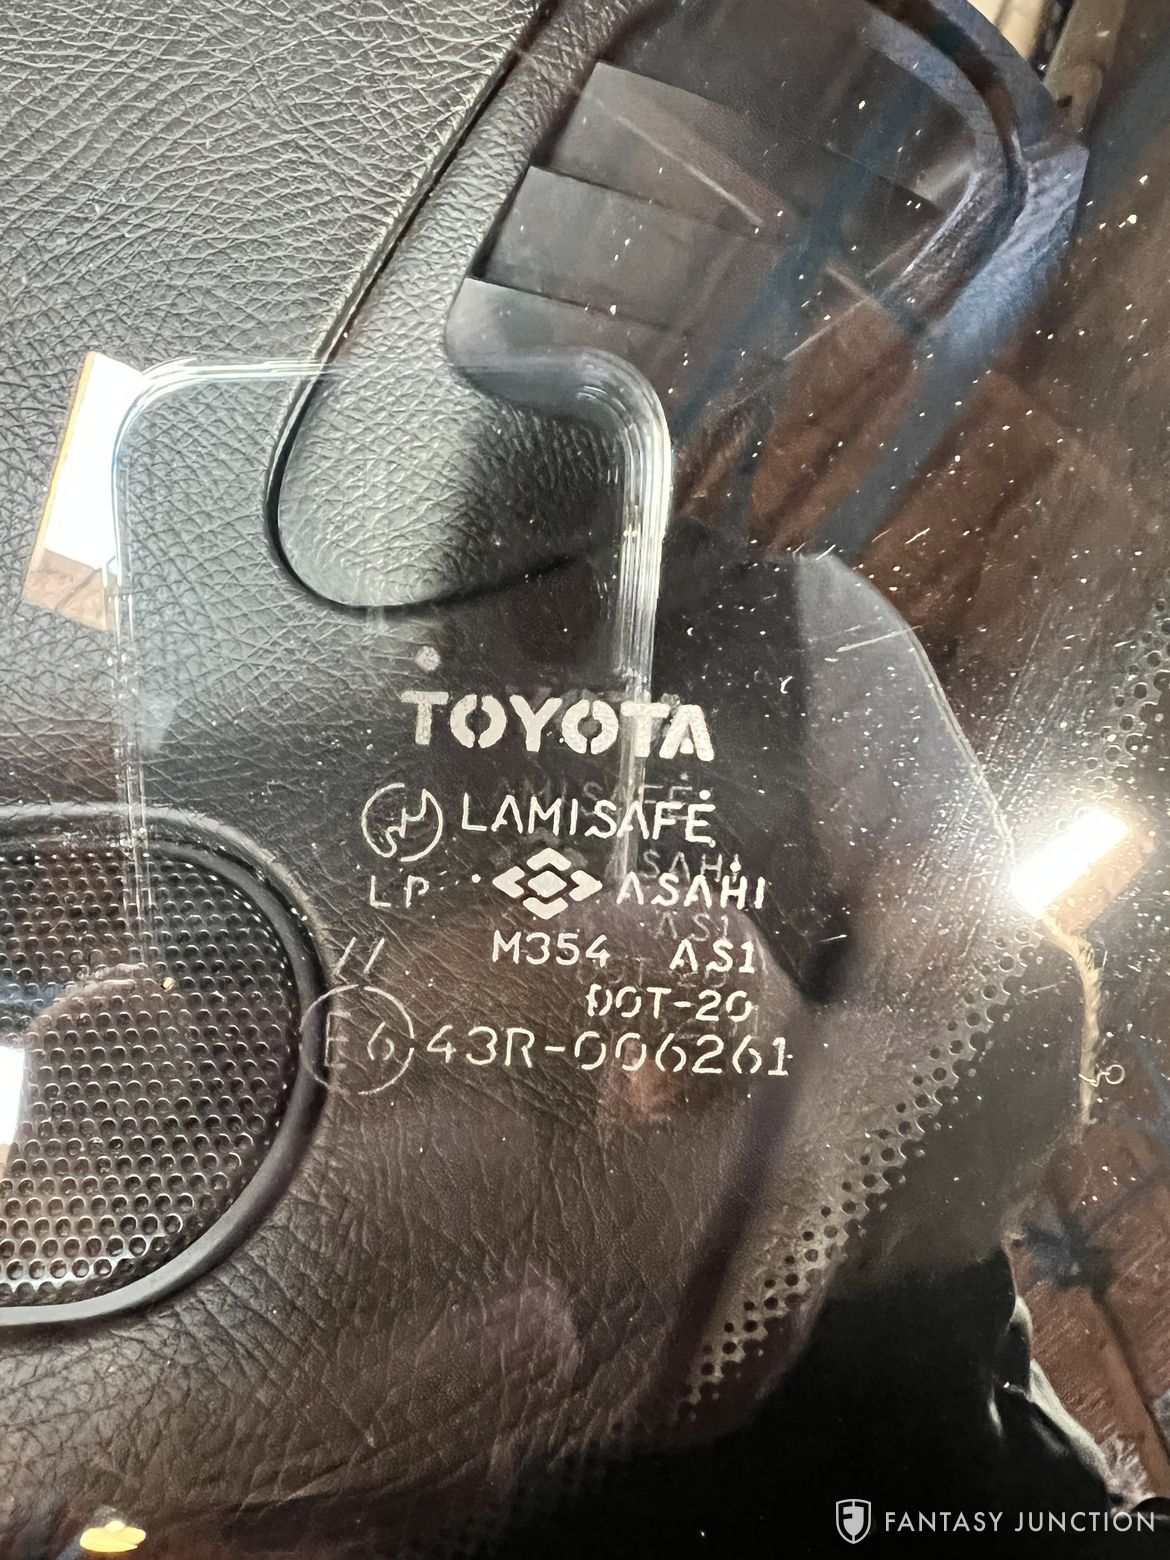 TOYOTA
LAMISAFE
LP ASAHI
M354 AS1
DOT-20
E6 43R-006261
FANTASY JUNCTION